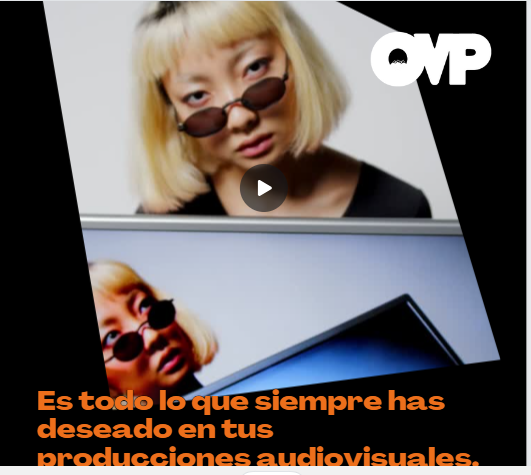 OVP
Es todo lo que siempre has
deseado en tus
producciones audiovisuales.